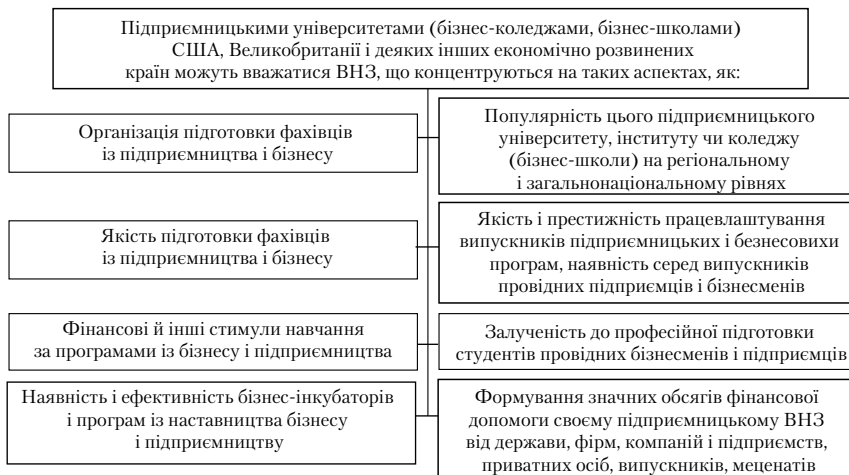 Підприємницькими університетами (бізнес-коледжами, бізнес-школами)
США, Великобританії і деяких інших економічно розвинених
країн можуть вважатися ВНЗ, що концентруються на таких аспектах, як:
Організація підготовки фахівців
із підприємництва і бізнесу
Популярність цього підприємницького
університету, інституту чи коледжу
(бізнес-школи) на регіональному
і загальнонаціональному рівнях
Якість підготовки фахівців
із підприємництва і бізнесу
Якість і престижність працевлаштування
випускників підприємницьких і безнесовихи
програм, наявність серед випускників
провідних підприємців і бізнесменів
Фінансові й інші стимули навчання
за програмами із бізнесу і підприємництва
Залученість до професійної підготовки
студентів провідних бізнесменів і підприємців
Наявність і ефективність бізнес-інкубаторів
і програм із наставництва бізнесу
і підприємництву
Формування значних обсягів фінансової
допомоги своєму підприємницькому ВНЗ
від держави, фірм, компаній і підприємств,
приватних осіб, випускників, меценатів